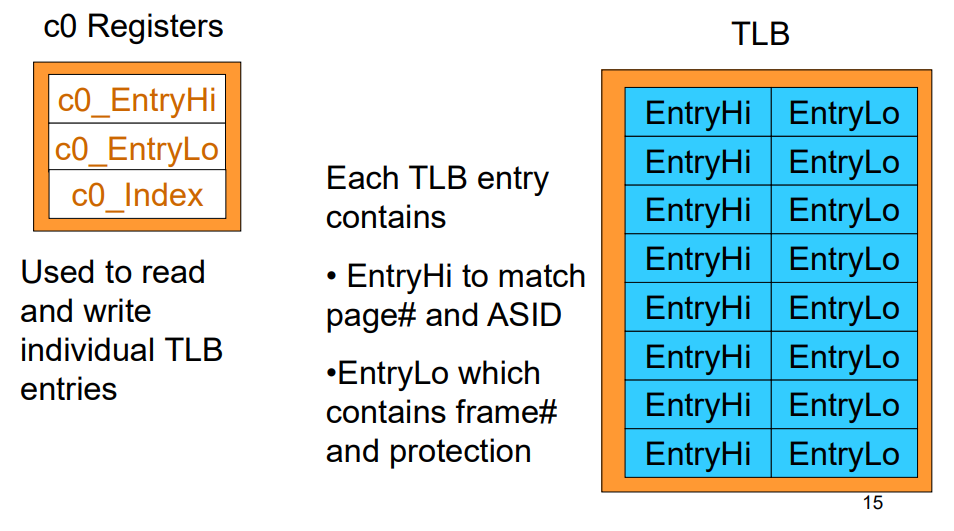 c0 Registers
c0_EntryHi
c0_EntryLo
c0_Index
Used to read
and write
individual TLB
entries
Each TLB entry
contains
• EntryHi to match
page# and ASID
•EntryLo which
contains frame#
and protection
TLB
EntryHi EntryLo
EntryHi EntryLo
EntryHi EntryLo
EntryHi EntryLo
EntryHi EntryLo
EntryHi EntryLo
EntryHi EntryLo
EntryHi EntryLo
15